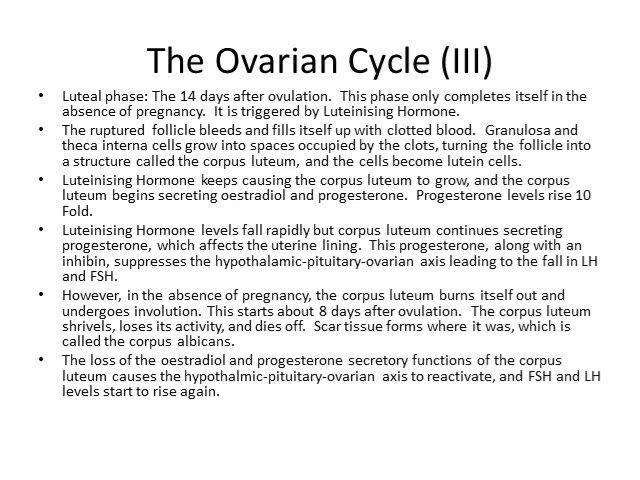 The Ovarian Cycle (III)
• Luteal phase: The 14 days after ovulation. This phase only completes itself in the
absence of pregnancy. It is triggered by Luteinising Hormone.
• The ruptured follicle bleeds and fills itself up with clotted blood. Granulosa and
theca interna cells grow into spaces occupied by the clots, turning the follicle into
a structure called the corpus luteum, and the cells become lutein cells.
• Luteinising Hormone keeps causing the corpus luteum to grow, and the corpus
luteum begins secreting oestradiol and progesterone. Progesterone levels rise 10
Fold.
• Luteinising Hormone levels fall rapidly but corpus luteum continues secreting
progesterone, which affects the uterine lining. This progesterone, along with an
inhibin, suppresses the hypothalamic-pituitary-ovarian axis leading to the fall in LH
and FSH.
• However, in the absence of pregnancy, the corpus luteum burns itself out and
undergoes involution. This starts about 8 days after ovulation. The corpus luteum
shrivels, loses its activity, and dies off. Scar tissue forms where it was, which is
called the corpus albicans.
• The loss of the oestradiol and progesterone secretory functions of the corpus
luteum causes the hypothalmic-pituitary-ovarian axis to reactivate, and FSH and LH
levels start to rise again.